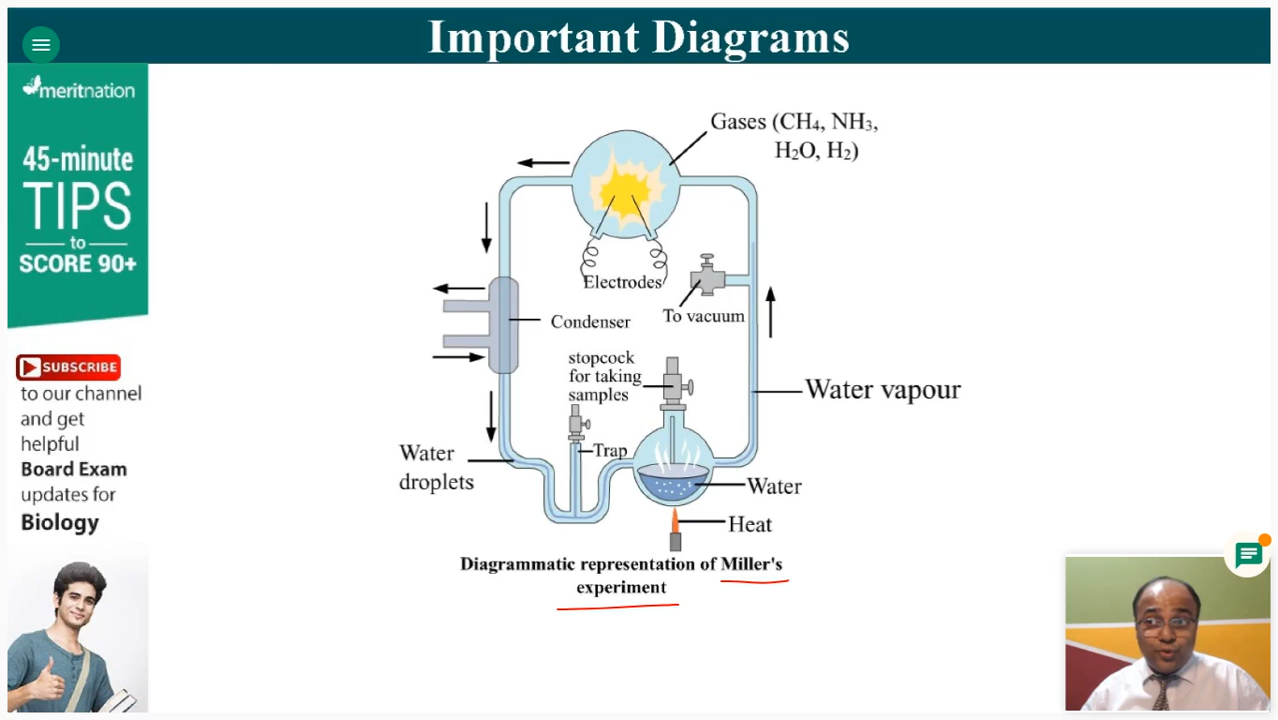 Important Diagrams
meritnation
45-minute
TIPS
to
SCORE 90+
SUBSCRIBE
to our channel
and get
helpful
Board Exam
updates for
Biology
Gases (CH₄, NH₃,
H₂O, H₂)
Electrodes
To vacuum
Condenser
stopcock
for taking
samples
Water vapour
Trap
Water
droplets
Water
Heat
Diagrammatic representation of Miller's
experiment